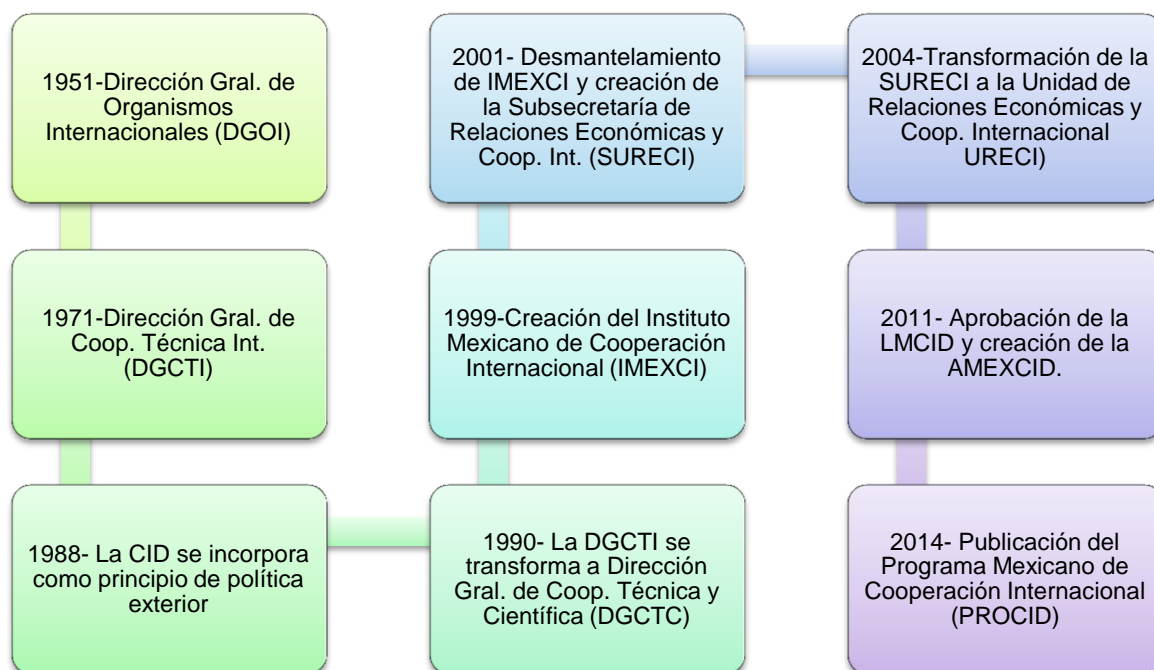 1951-Dirección Gral. de
Organismos
Internacionales (DGOI)
1971-Dirección Gral. de
Coop. Técnica Int.
(DGCTI)
1988- La CID se incorpora
como principio de política
exterior
1990- La DGCTI se
transforma a Dirección
Gral. de Coop. Técnica y
Científica (DGCTC)
1999-Creación del Instituto
Mexicano de Cooperación
Internacional (IMEXCI)
2001- Desmantelamiento
de IMEXCI y creación de
la Subsecretaría de
Relaciones Económicas y
Coop. Int. (SURECI)
2004-Transformación de la
SURECI a la Unidad de
Relaciones Económicas y
Coop. Internacional
URECI)
2011- Aprobación de la
LMCID y creación de la
AMEXCID.
2014- Publicación del
Programa Mexicano de
Cooperación Internacional
(PROCID)